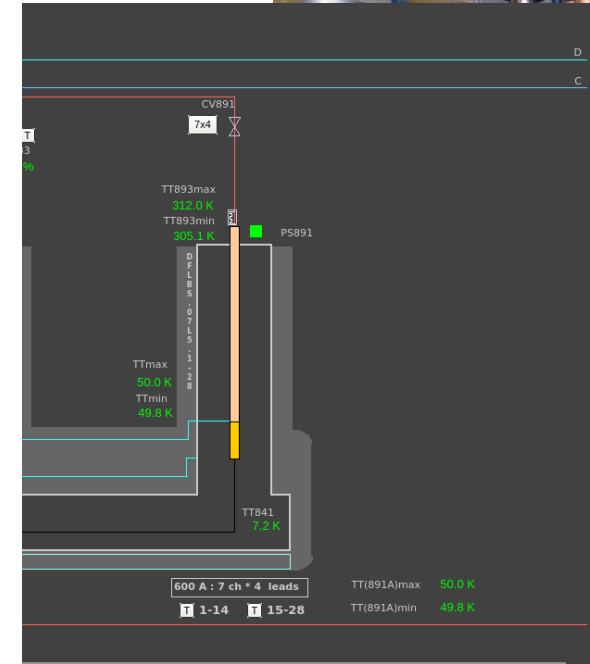 D
C
CV891
7x4
T
3
%
TT893max
312.0 K
TT893min
305.1 K
PS891
DFLBS.07L5.1.28
TTmax
50.0 K
TTmin
49.8 K
TT841
7.2 K
600 A : 7 ch * 4 leads
TT(891A)max 50.0 K
T 1-14 T 15-28
TT(891A)min 49.8 K